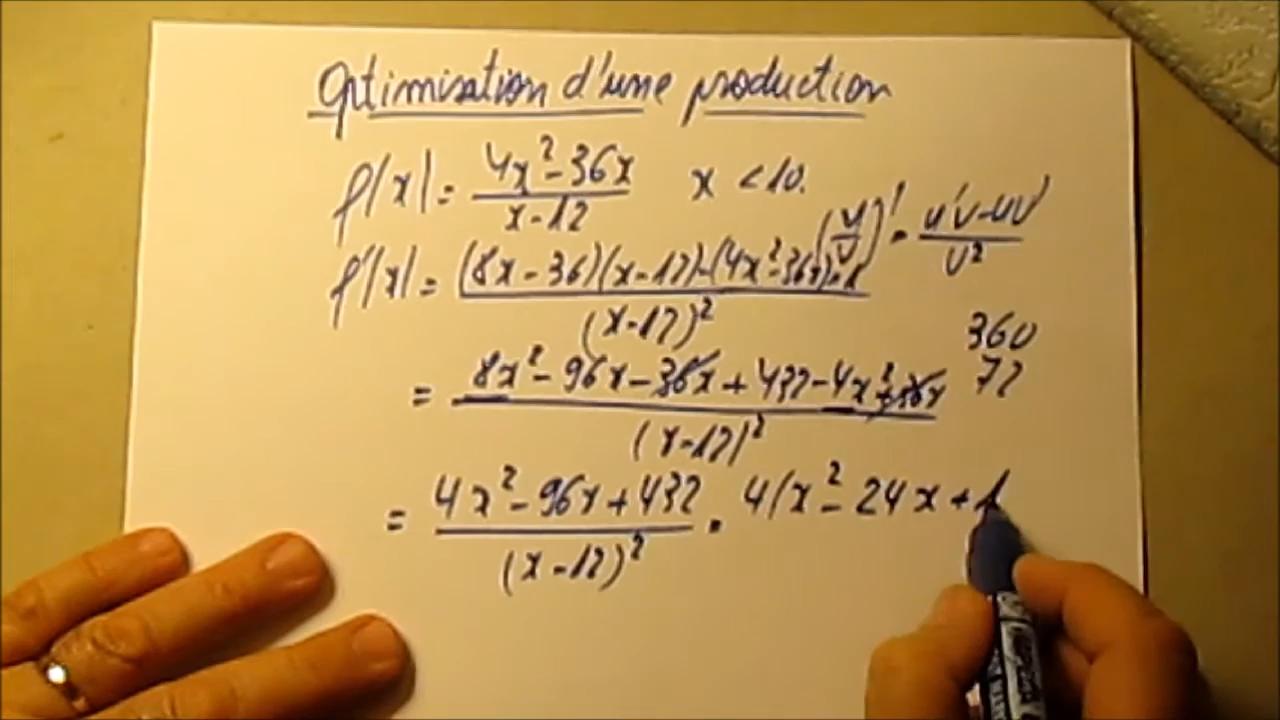 Optimisation d'une production
f(x) = (4x² - 36x)/(x - 12) x < 10.
(u/v)' = (u'v - uv')/v²
f'(x) = ((8x - 36)(x - 12) - (4x² - 36x) · 1)/(x - 12)²
360
72
= (8x² - 96x - 36x + 432 - 4x² + 36x)/(x - 12)²
= (4x² - 96x + 432)/(x - 12)² = 4(x² - 24x + 1